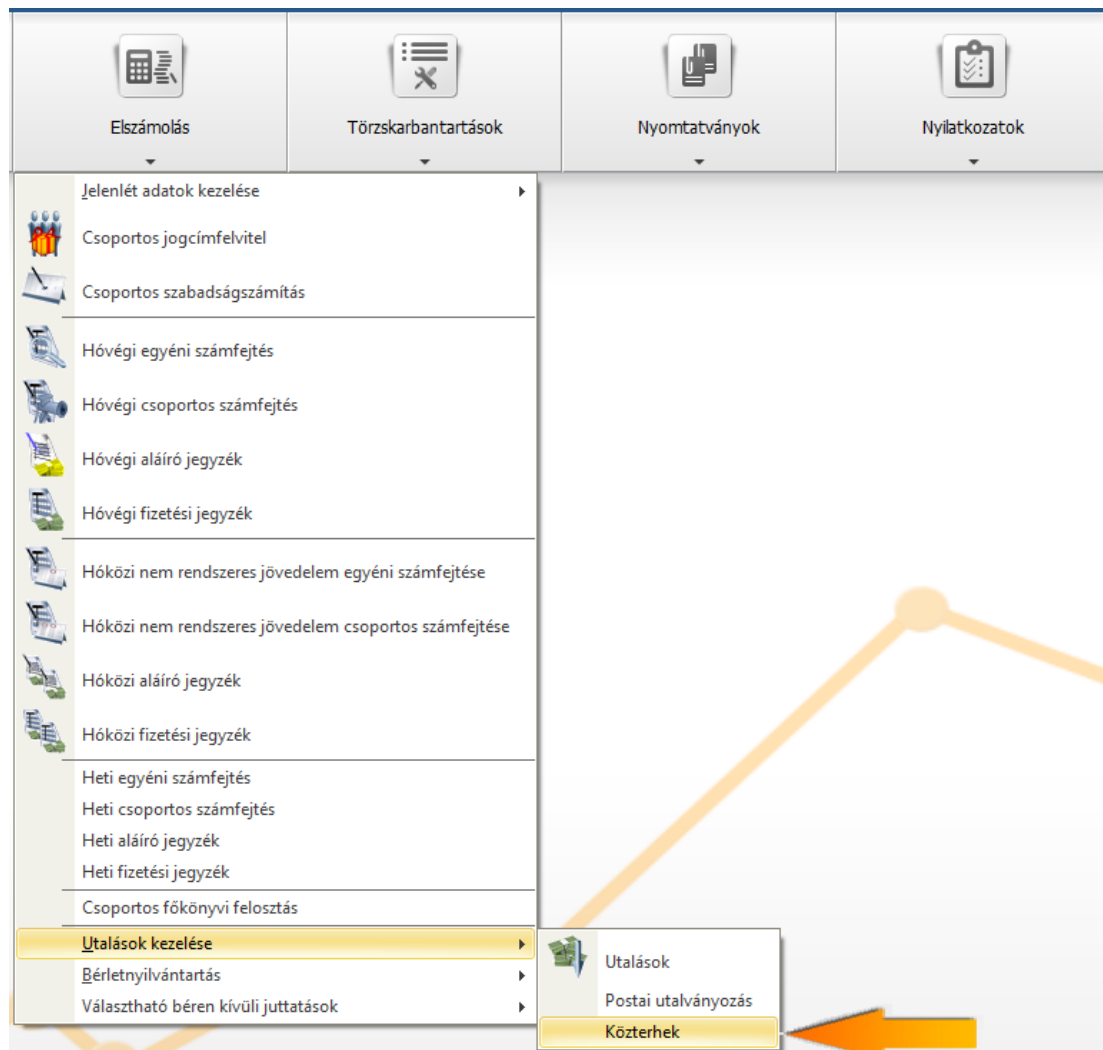 Elszámolás
Törzskarbantartások
Nyomtatványok
Nyilatkozatok
Jelenlét adatok kezelése
Csoportos jogcímfelvitel
Csoportos szabadságszámítás
Hóvégi egyéni számfejtés
Hóvégi csoportos számfejtés
Hóvégi aláíró jegyzék
Hóvégi fizetési jegyzék
Hóközi nem rendszeres jövedelem egyéni számfejtése
Hóközi nem rendszeres jövedelem csoportos számfejtése
Hóközi aláíró jegyzék
Hóközi fizetési jegyzék
Heti egyéni számfejtés
Heti csoportos számfejtés
Heti aláíró jegyzék
Heti fizetési jegyzék
Csoportos főkönyvi felosztás
Utalások kezelése
Bérletnyilvántartás
Választható béren kívüli juttatások
Utalások
Postai utalványozás
Közterhek